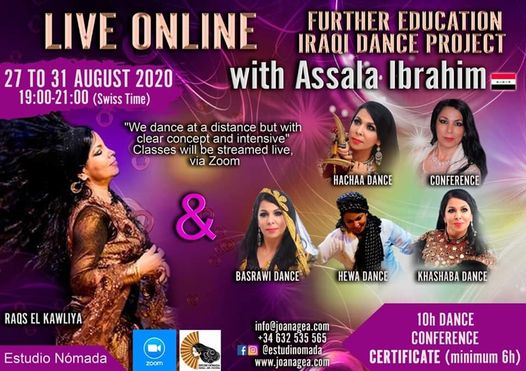 LIVE ONLINE
FURTHER EDUCATION
IRAQI DANCE PROJECT
with Assala Ibrahim
27 TO 31 AUGUST 2020
19:00-21:00 (Swiss Time)
"We dance at a distance but with
clear concept and intensive"
Classes will be streamed live,
via Zoom
&
HACHAA DANCE
CONFERENCE
BASRAWI DANCE
HEWA DANCE
KHASHABA DANCE
RAQS EL KAWLIYA
Estudio Nómada
zoom
info@joanagea.com
+34 632 535 565
@estudinomada
www.joanagea.com
10h DANCE
CONFERENCE
CERTIFICATE (minimum 6h)